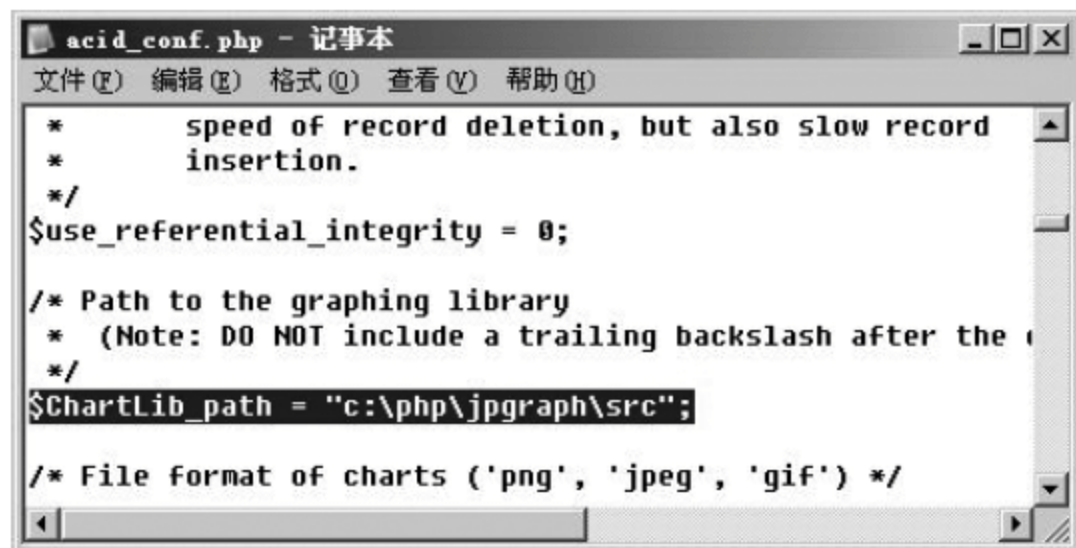 acid_conf.php - 记事本
文件(F) 编辑(E) 格式(O) 查看(V) 帮助(H)
* speed of record deletion, but also slow record
* insertion.
*/
$use_referential_integrity = 0;
/* Path to the graphing library
* (Note: DO NOT include a trailing backslash after the
*/
$ChartLib_path = "c:\php\jpgraph\src";
/* File format of charts ('png', 'jpeg', 'gif') */